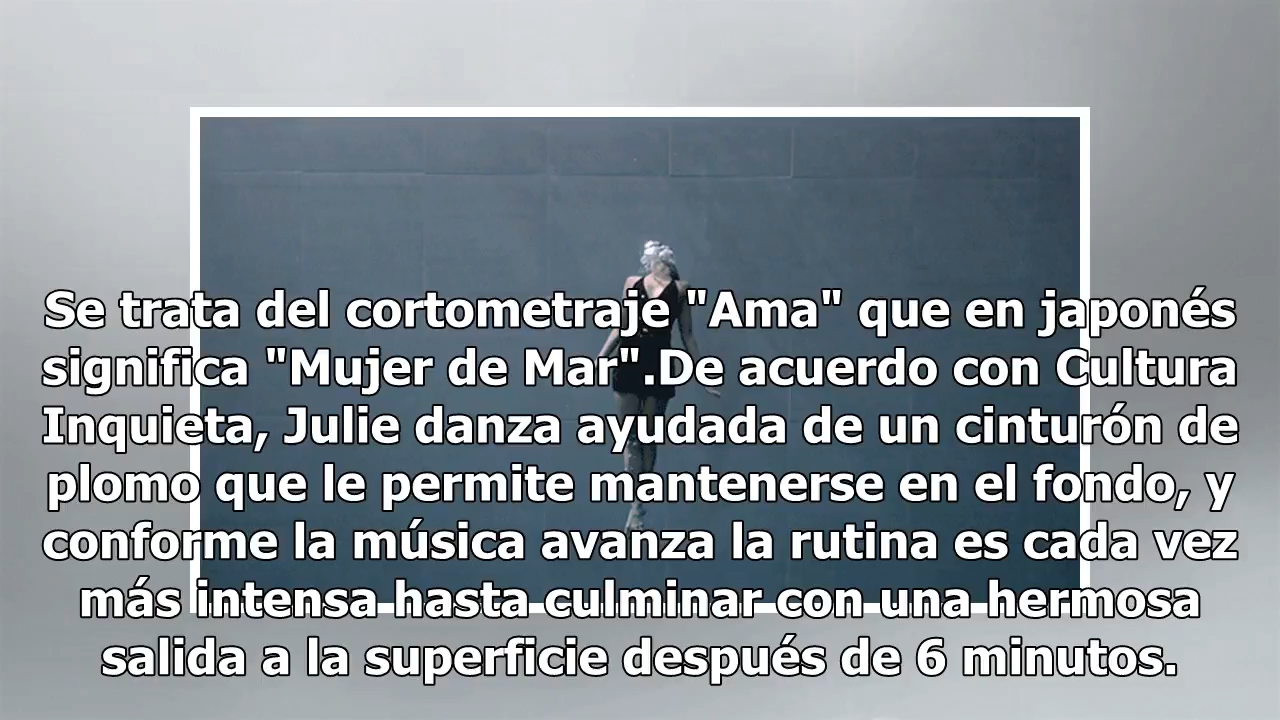 Se trata del cortometraje "Ama" que en japonés
significa "Mujer de Mar".De acuerdo con Cultura
Inquieta, Julie danza ayudada de un cinturón de
plomo que le permite mantenerse en el fondo, y
conforme la música avanza la rutina es cada vez
más intensa hasta culminar con una hermosa
salida a la superficie después de 6 minutos.